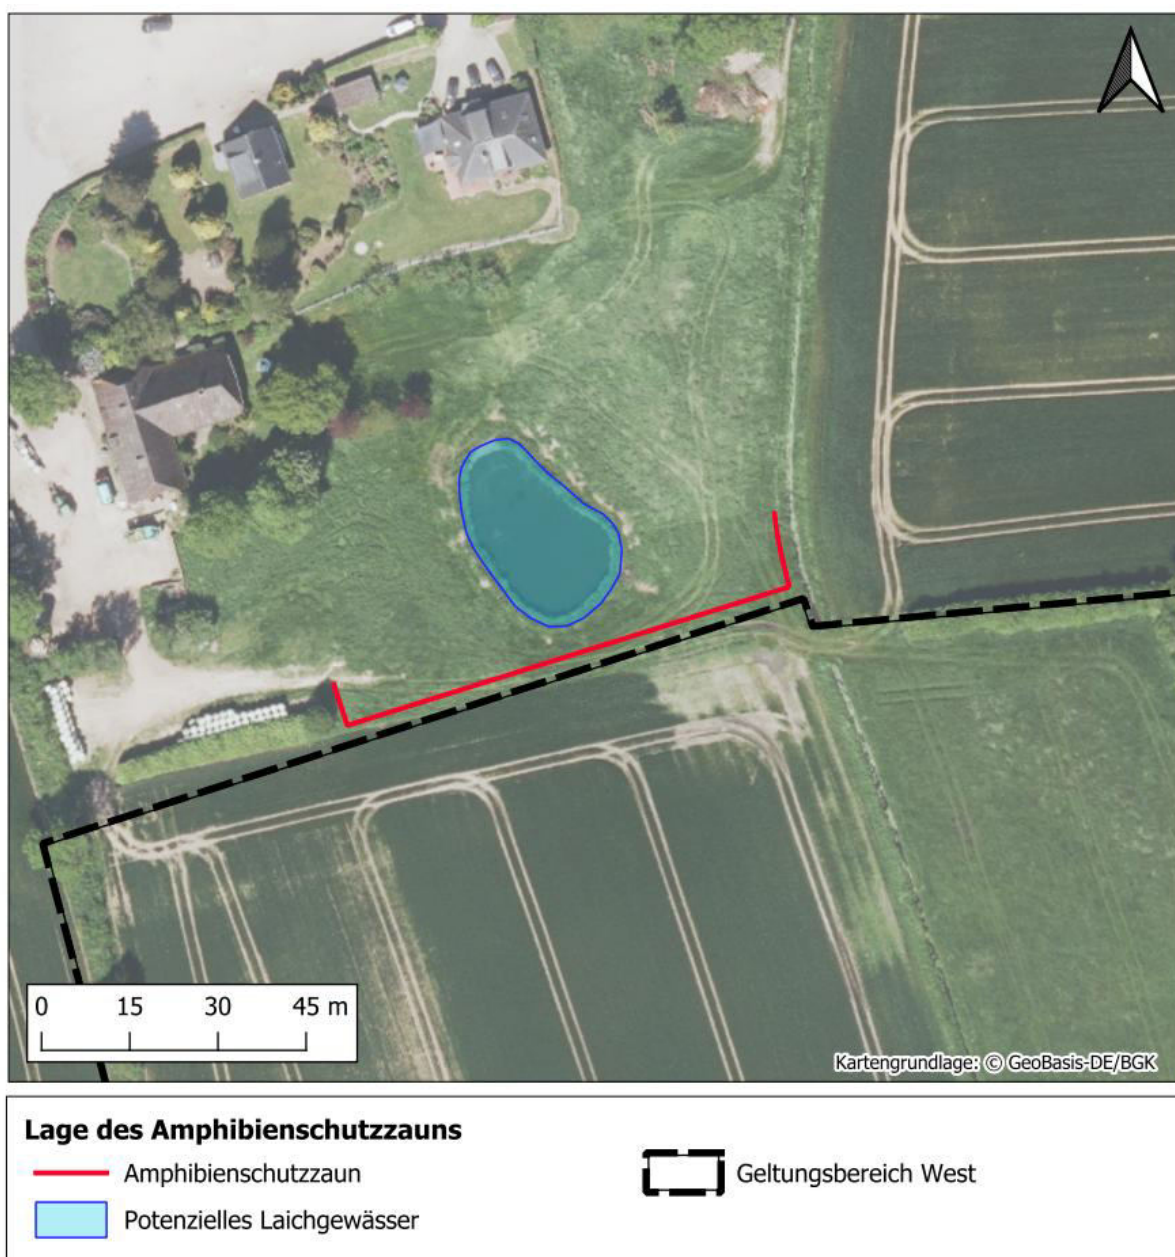 0 15 30 45 m
Kartengrundlage: © GeoBasis-DE/BGK
Lage des Amphibienschutzzauns
Amphibienschutzzaun
Geltungsbereich West
Potenzielles Laichgewässer